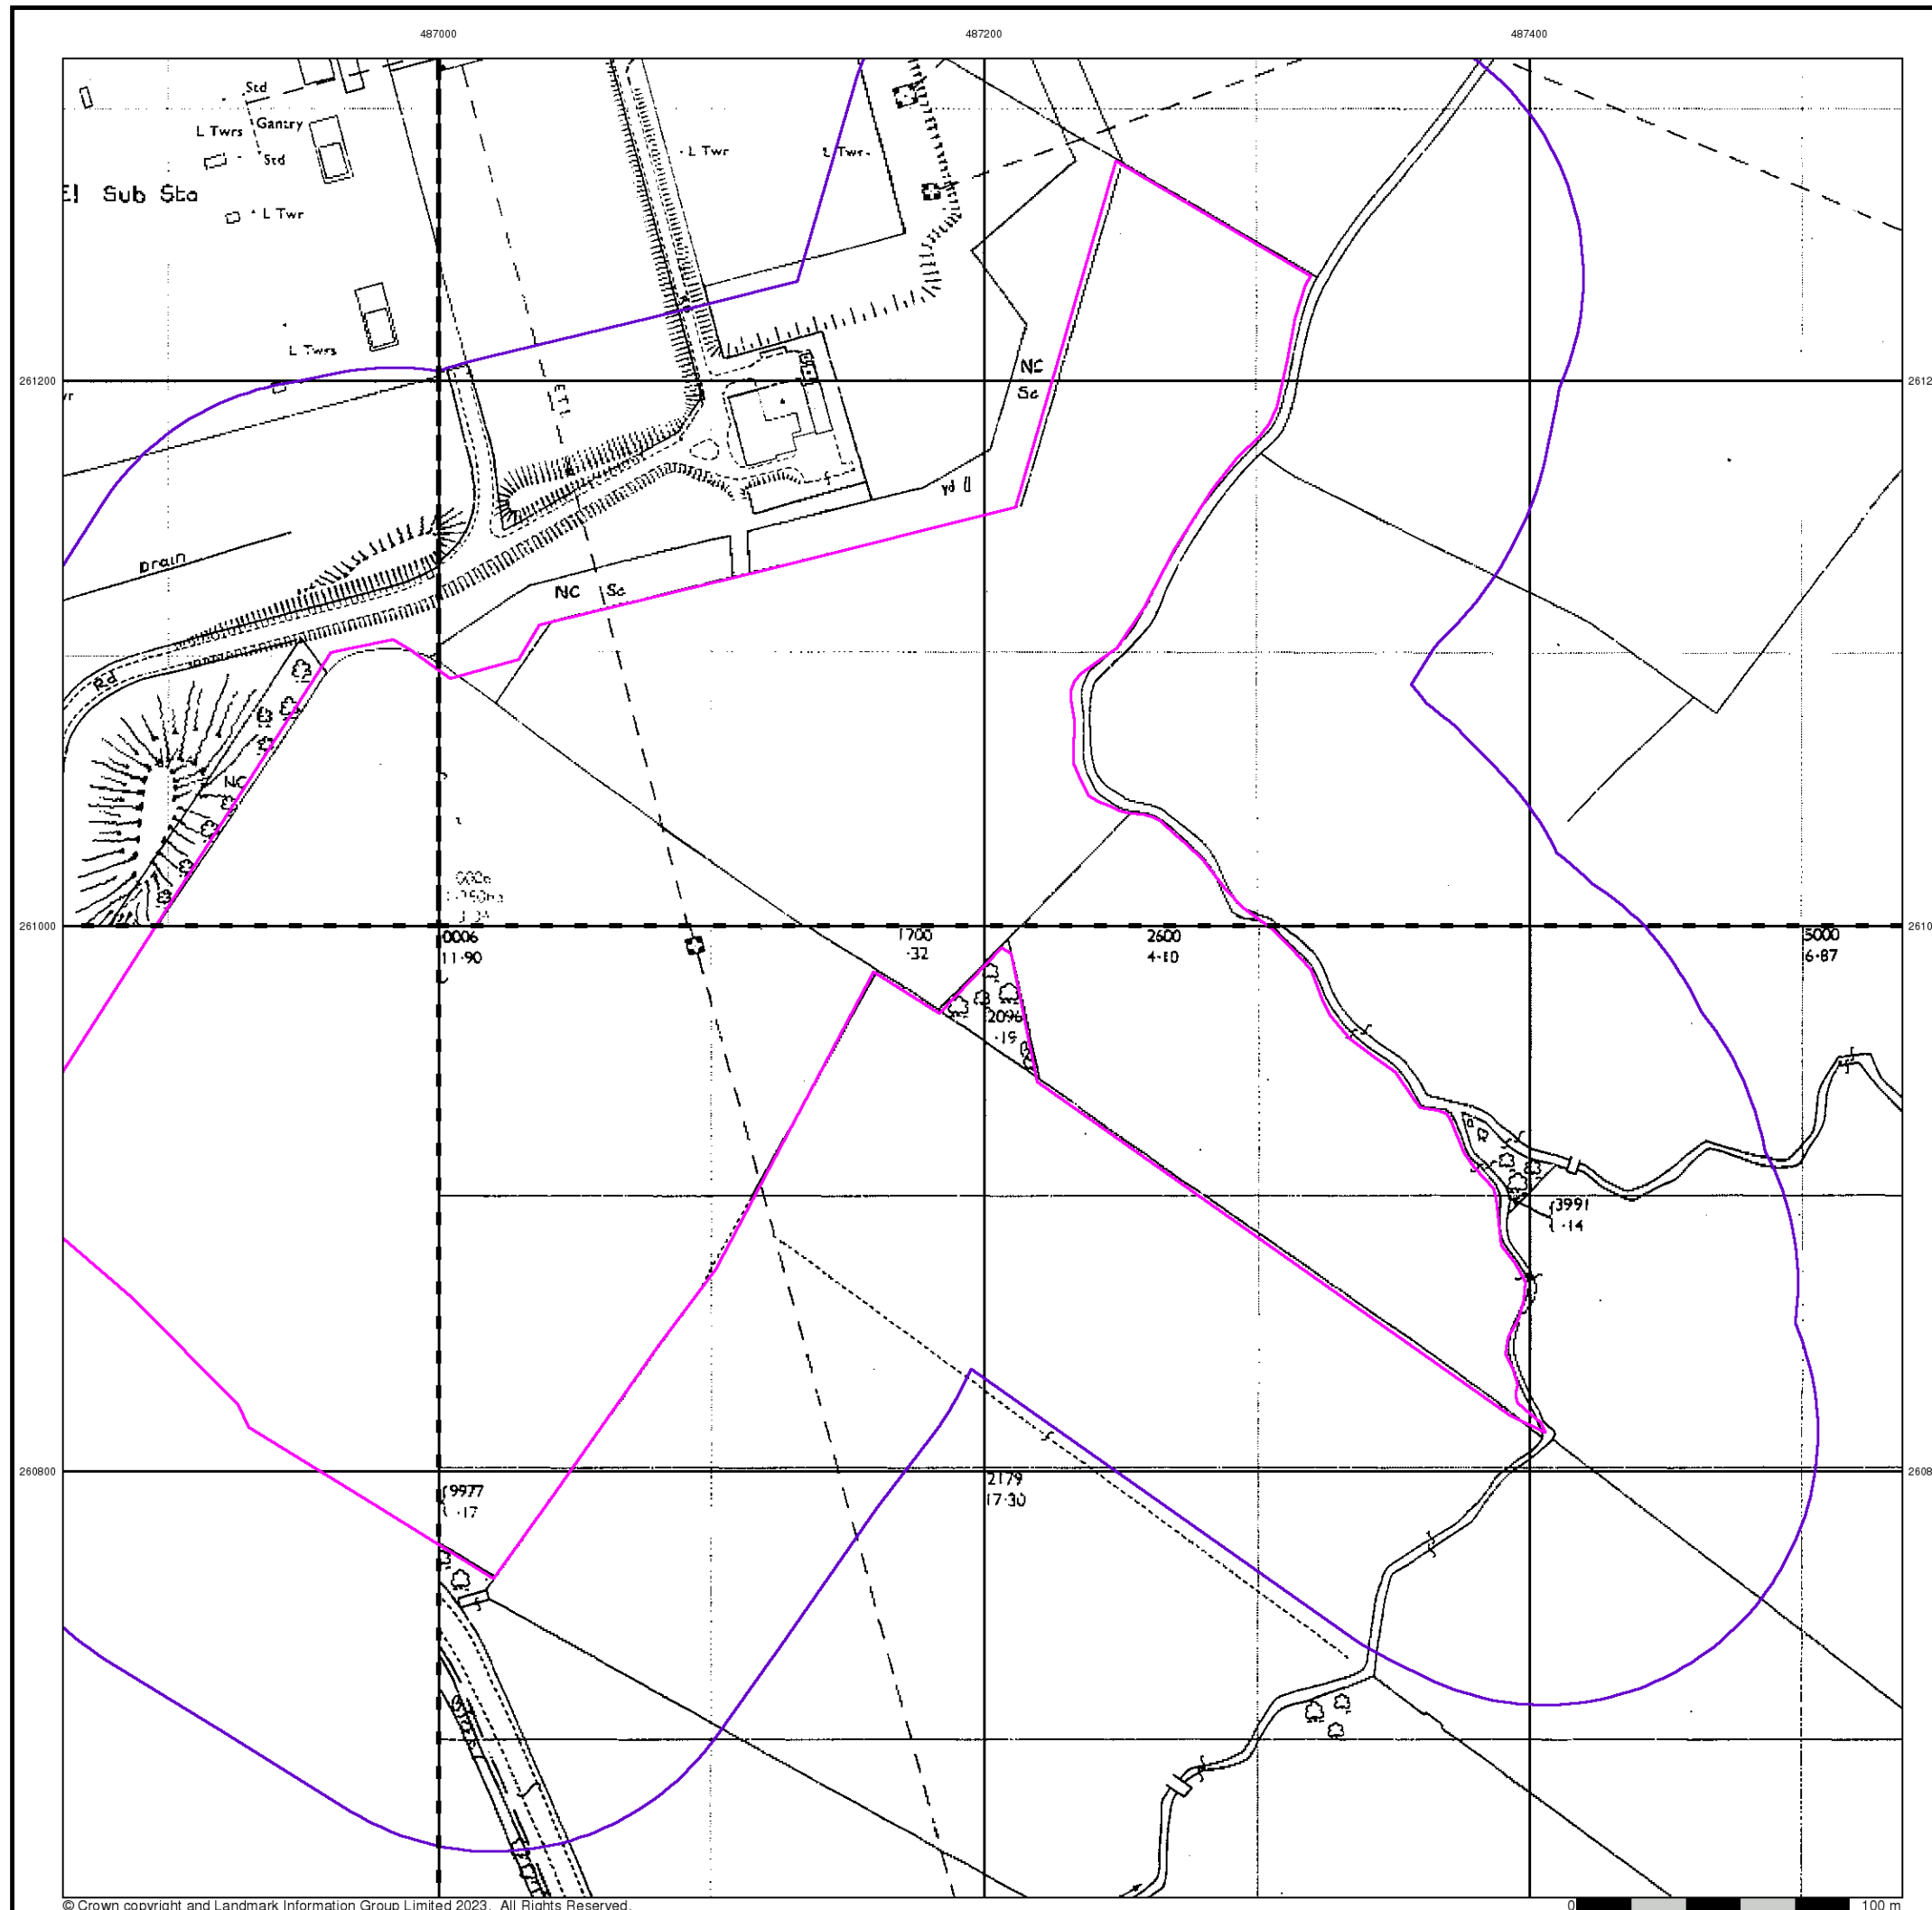 487000 487200 487400
Std
L Twrs Gantry
Std
L Twr L Twr
El Sub Sta
L Twr
L Twrs
261200
NC
Sc
ETL
drain
NC Sc
Rd
NC
261000
0006
11·90
1700
·32
2600
4·10
5000
6·87
2096
·19
3991
·14
260800
9977
·17
2179
17·30
© Crown copyright and Landmark Information Group Limited 2023. All Rights Reserved.
0 100 m